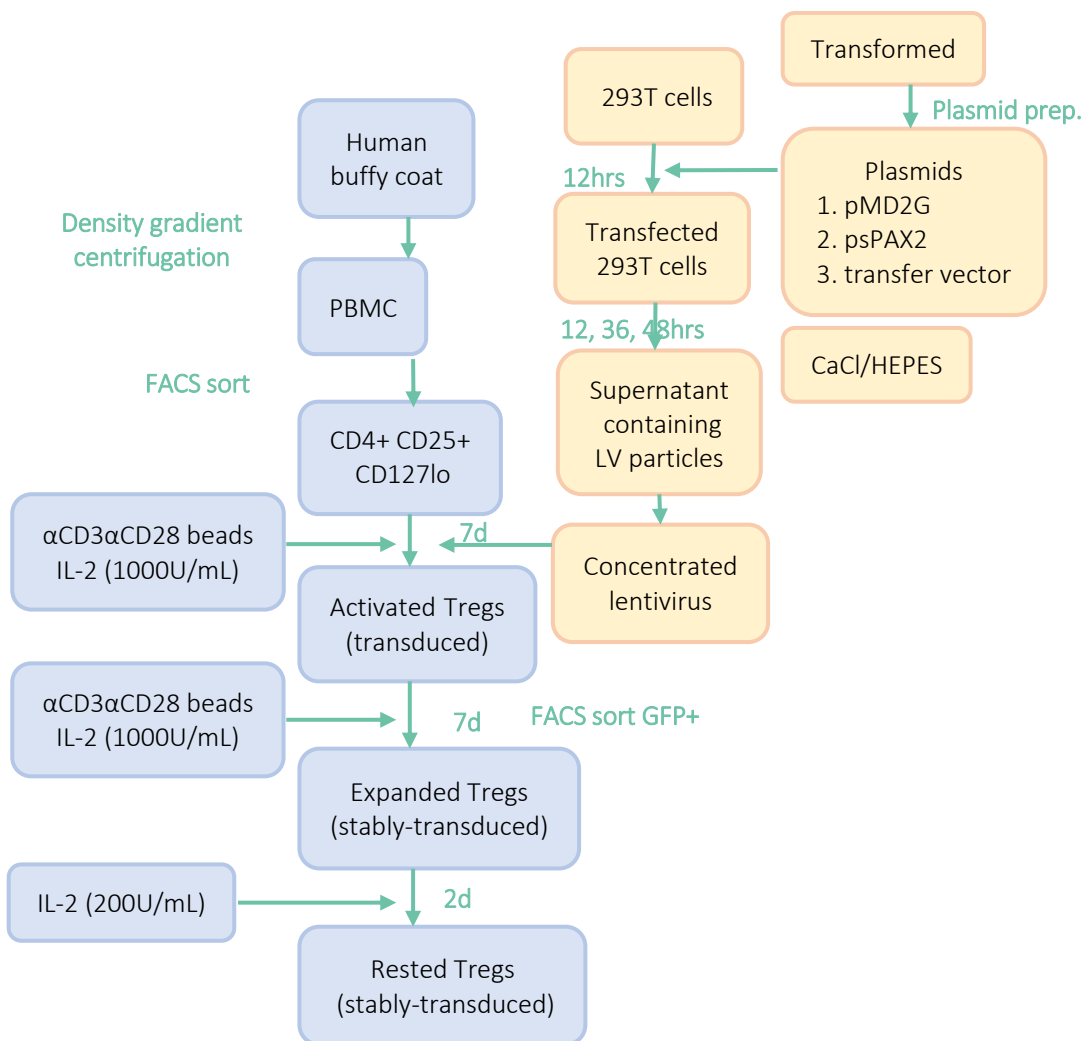 Transformed
293T cells
Plasmid prep.
Human
buffy coat
12hrs
Plasmids
1. pMD2G
2. psPAX2
3. transfer vector
Density gradient
centrifugation
Transfected
293T cells
PBMC
12, 36, 48hrs
CaCl/HEPES
FACS sort
Supernatant
containing
LV particles
CD4+ CD25+
CD127lo
αCD3αCD28 beads
IL-2 (1000U/mL)
7d
Concentrated
lentivirus
Activated Tregs
(transduced)
αCD3αCD28 beads
IL-2 (1000U/mL)
7d
FACS sort GFP+
Expanded Tregs
(stably-transduced)
IL-2 (200U/mL)
2d
Rested Tregs
(stably-transduced)